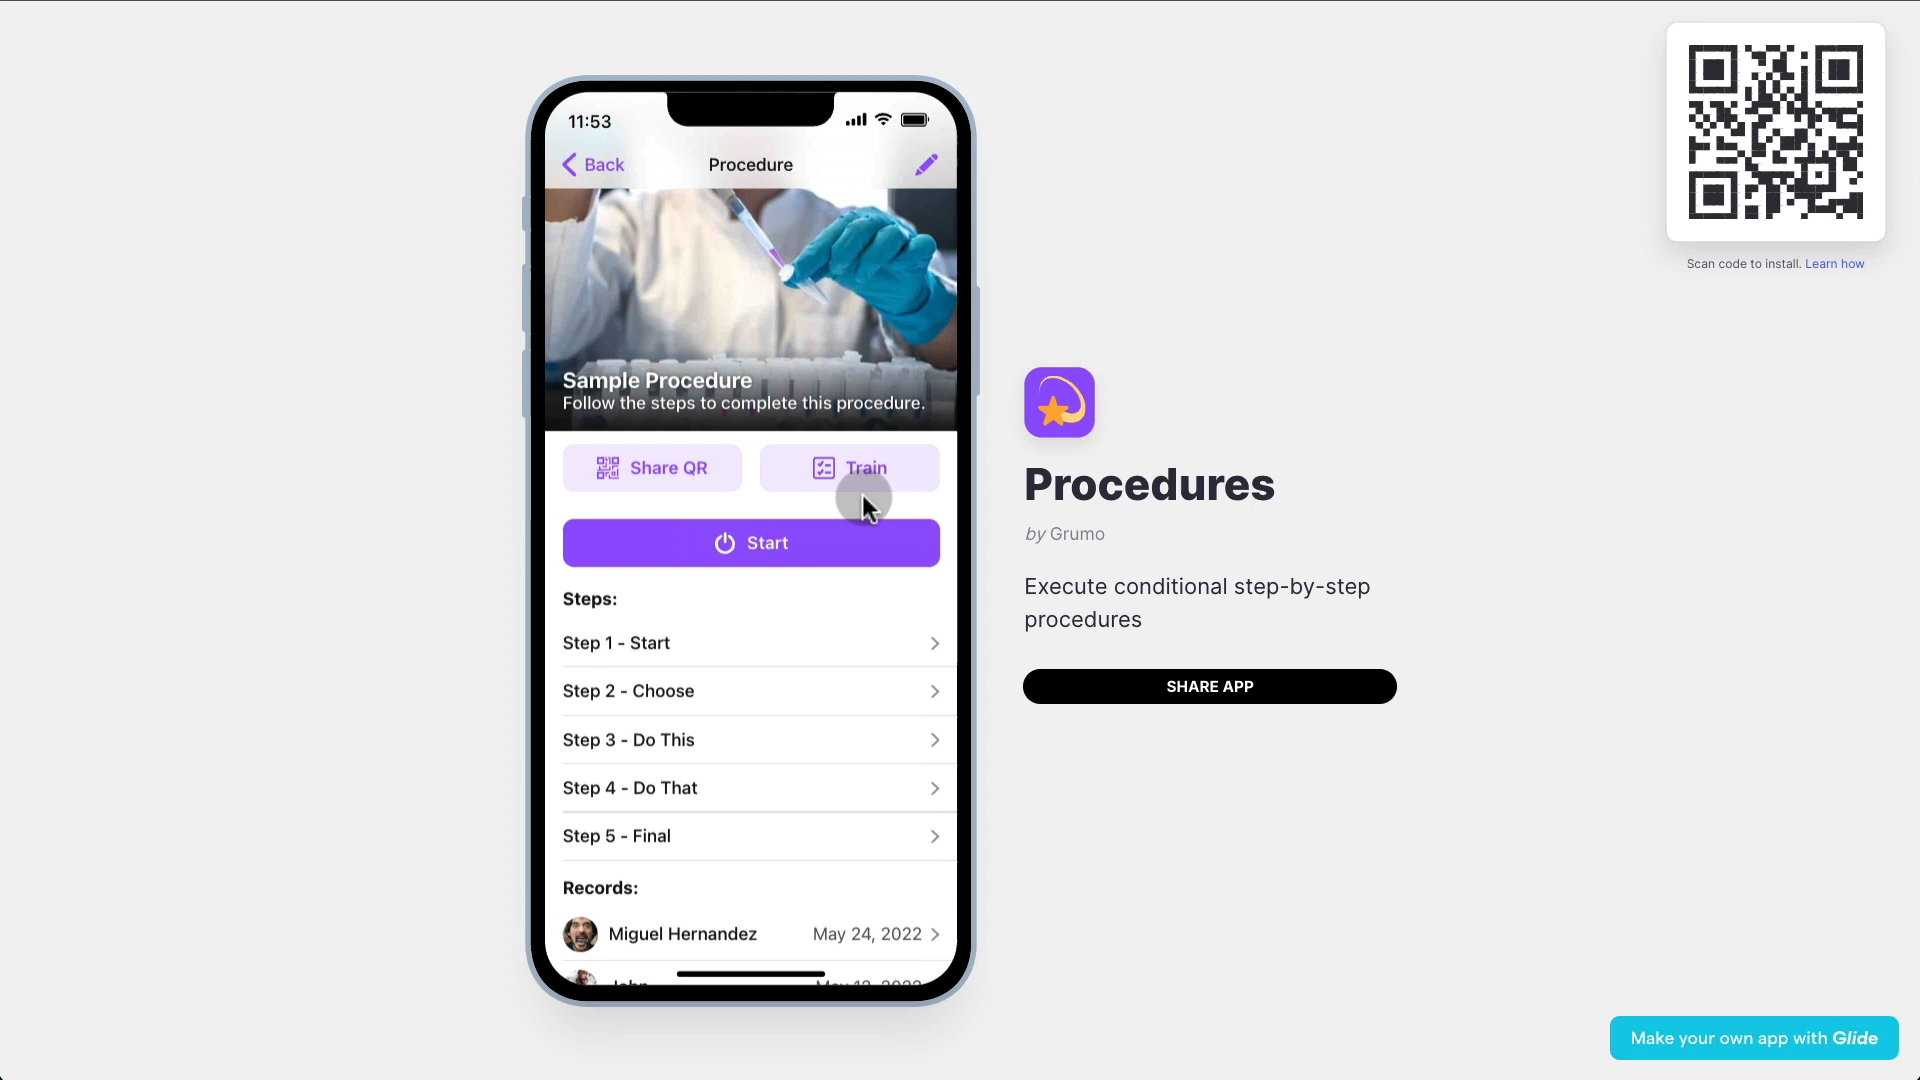 11:53
Back
Procedure
Sample Procedure
Follow the steps to complete this procedure.
Share QR
Train
Start
Steps:
Step 1 - Start
Step 2 - Choose
Step 3 - Do This
Step 4 - Do That
Step 5 - Final
Records:
Miguel Hernandez
May 24, 2022
Procedures
by Grumo
Execute conditional step-by-step
procedures
SHARE APP
Scan code to install. Learn how
Make your own app with Glide